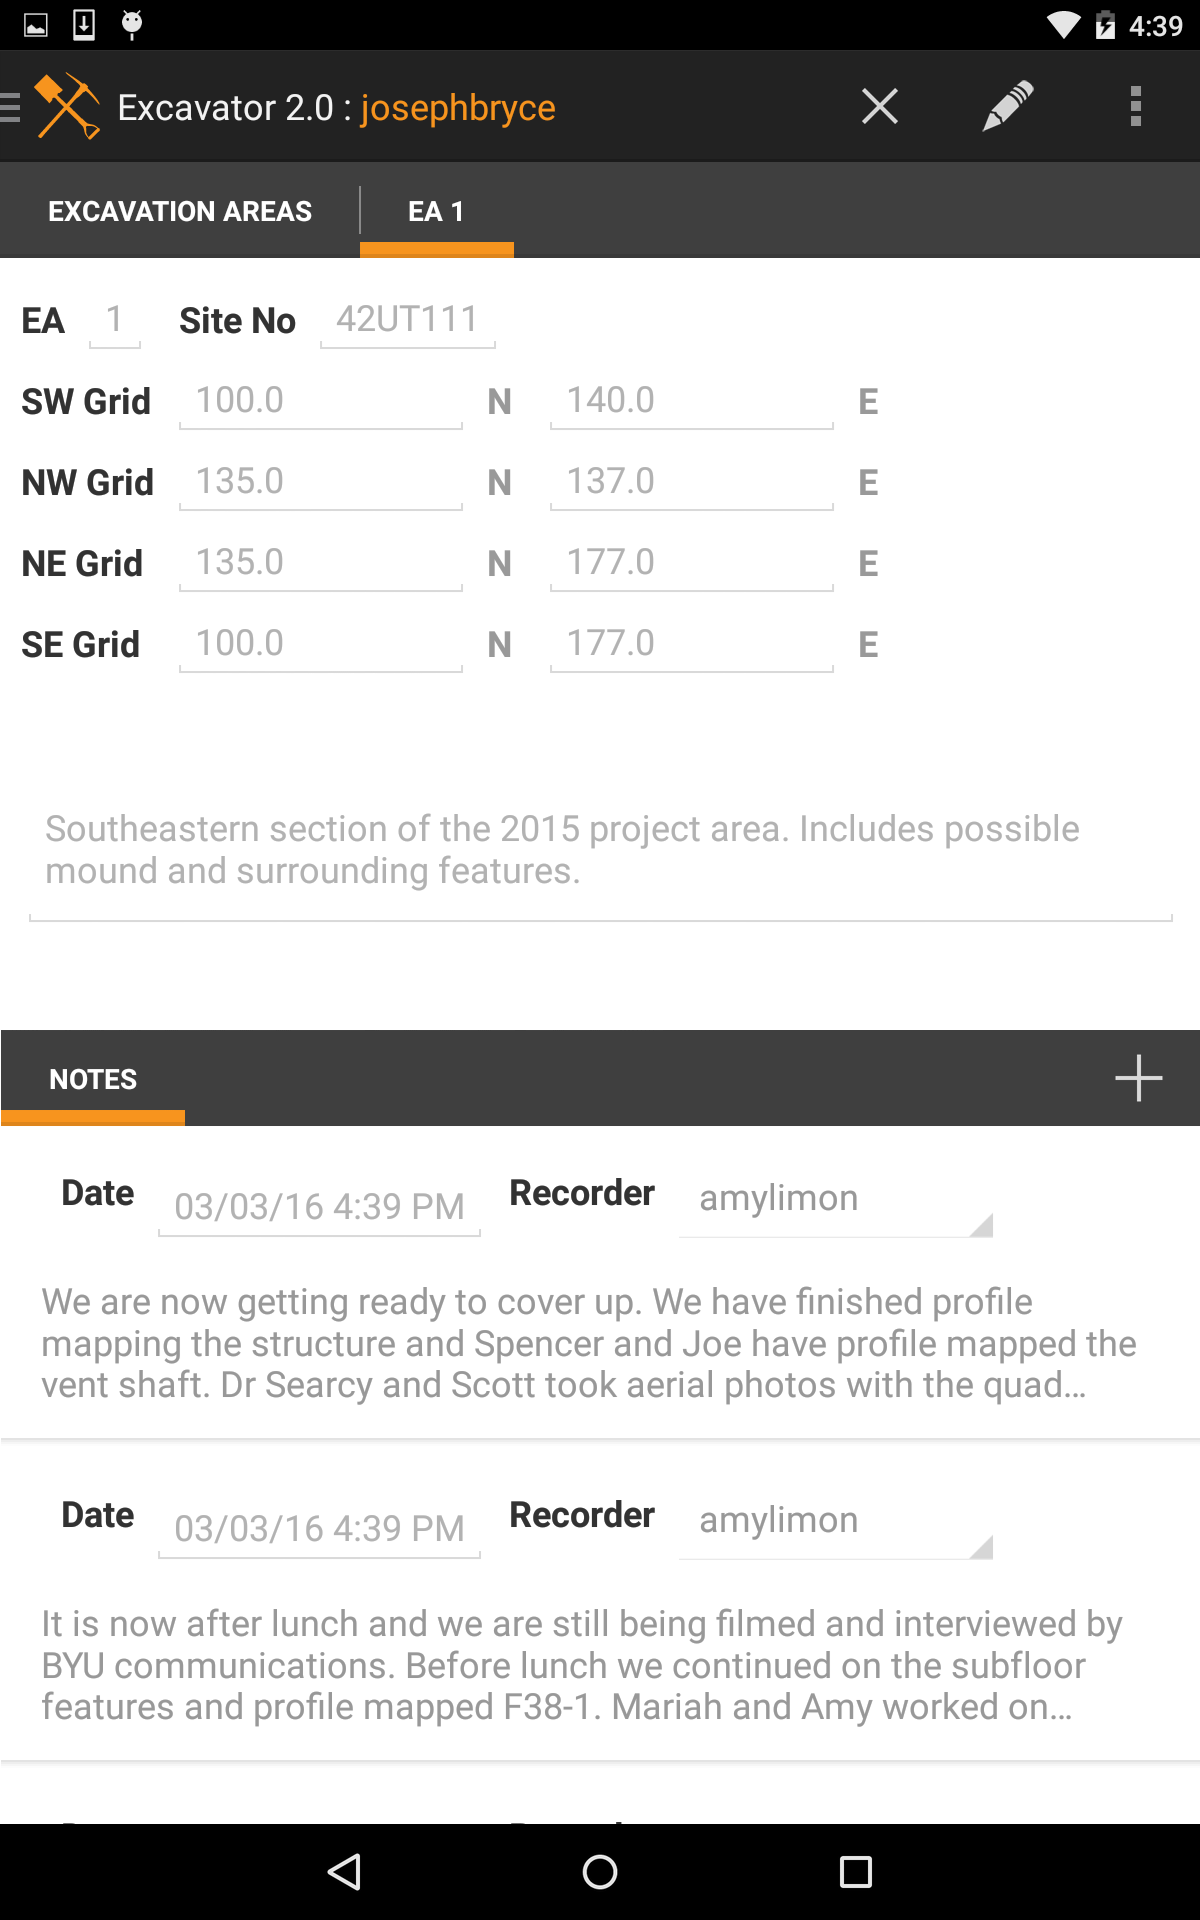 4:39
Excavator 2.0 : josephbryce
EXCAVATION AREAS EA 1
EA 1 Site No 42UT111
SW Grid 100.0 N 140.0 E
NW Grid 135.0 N 137.0 E
NE Grid 135.0 N 177.0 E
SE Grid 100.0 N 177.0 E
Southeastern section of the 2015 project area. Includes possible
mound and surrounding features.
NOTES
Date 03/03/16 4:39 PM Recorder amylimon
We are now getting ready to cover up. We have finished profile
mapping the structure and Spencer and Joe have profile mapped the
vent shaft. Dr Searcy and Scott took aerial photos with the quad…
Date 03/03/16 4:39 PM Recorder amylimon
It is now after lunch and we are still being filmed and interviewed by
BYU communications. Before lunch we continued on the subfloor
features and profile mapped F38-1. Mariah and Amy worked on…